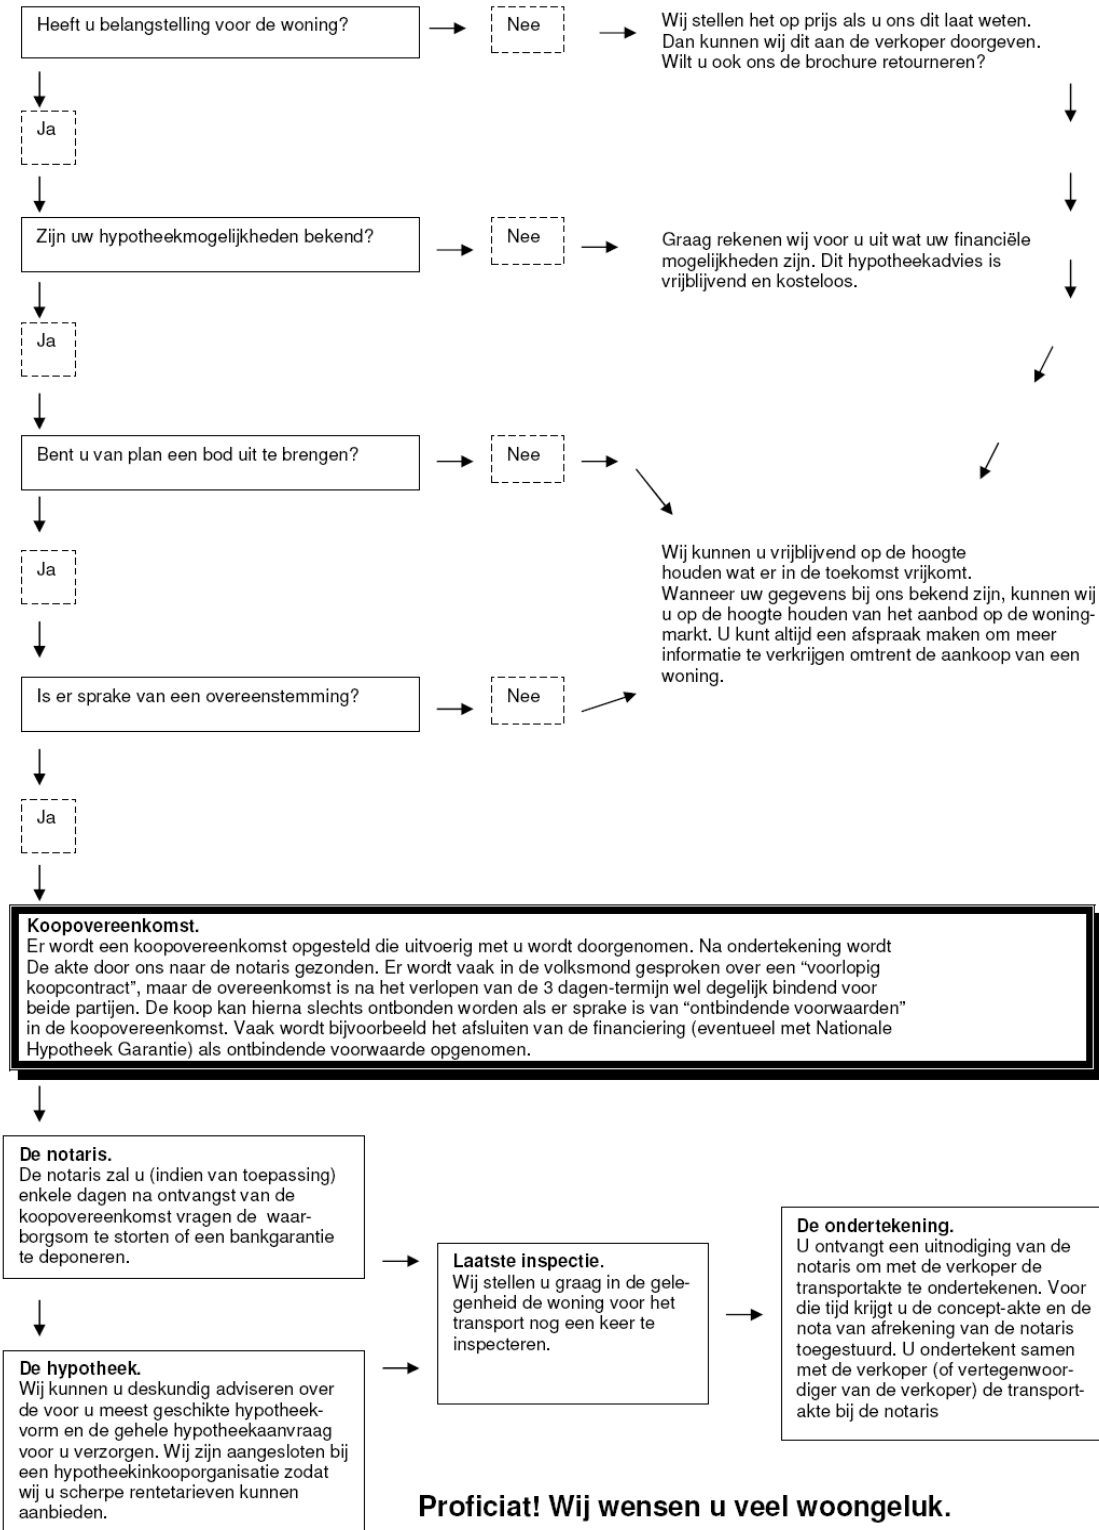 Heeft u belangstelling voor de woning?
Nee
Wij stellen het op prijs als u ons dit laat weten.
Dan kunnen wij dit aan de verkoper doorgeven.
Wilt u ook ons de brochure retourneren?
Ja
Zijn uw hypotheekmogelijkheden bekend?
Nee
Graag rekenen wij voor u uit wat uw financiële
mogelijkheden zijn. Dit hypotheekadvies is
vrijblijvend en kosteloos.
Ja
Bent u van plan een bod uit te brengen?
Nee
Ja
Wij kunnen u vrijblijvend op de hoogte
houden wat er in de toekomst vrijkomt.
Wanneer uw gegevens bij ons bekend zijn, kunnen wij
u op de hoogte houden van het aanbod op de woning-
markt. U kunt altijd een afspraak maken om meer
informatie te verkrijgen omtrent de aankoop van een
woning.
Is er sprake van een overeenstemming?
Nee
Ja
Koopovereenkomst.
Er wordt een koopovereenkomst opgesteld die uitvoerig met u wordt doorgenomen. Na ondertekening wordt
De akte door ons naar de notaris gezonden. Er wordt vaak in de volksmond gesproken over een “voorlopig
koopcontract”, maar de overeenkomst is na het verlopen van de 3 dagen-termijn wel degelijk bindend voor
beide partijen. De koop kan hierna slechts ontbonden worden als er sprake is van “ontbindende voorwaarden”
in de koopovereenkomst. Vaak wordt bijvoorbeeld het afsluiten van de financiering (eventueel met Nationale
Hypotheek Garantie) als ontbindende voorwaarde opgenomen.
De notaris.
De notaris zal u (indien van toepassing)
enkele dagen na ontvangst van de
koopovereenkomst vragen de waar-
borgsom te storten of een bankgarantie
te deponeren.
De hypotheek.
Wij kunnen u deskundig adviseren over
de voor u meest geschikte hypotheek-
vorm en de gehele hypotheekaanvraag
voor u verzorgen. Wij zijn aangesloten bij
een hypotheekinkooporganisatie zodat
wij u scherpe rentetarieven kunnen
aanbieden.
Laatste inspectie.
Wij stellen u graag in de gele-
genheid de woning voor het
transport nog een keer te
inspecteren.
De ondertekening.
U ontvangt een uitnodiging van de
notaris om met de verkoper de
transportakte te ondertekenen. Voor
die tijd krijgt u de concept-akte en de
nota van afrekening van de notaris
toegestuurd. U ondertekent samen
met de verkoper (of vertegenwoor-
diger van de verkoper) de transport-
akte bij de notaris
Proficiat! Wij wensen u veel woongeluk.